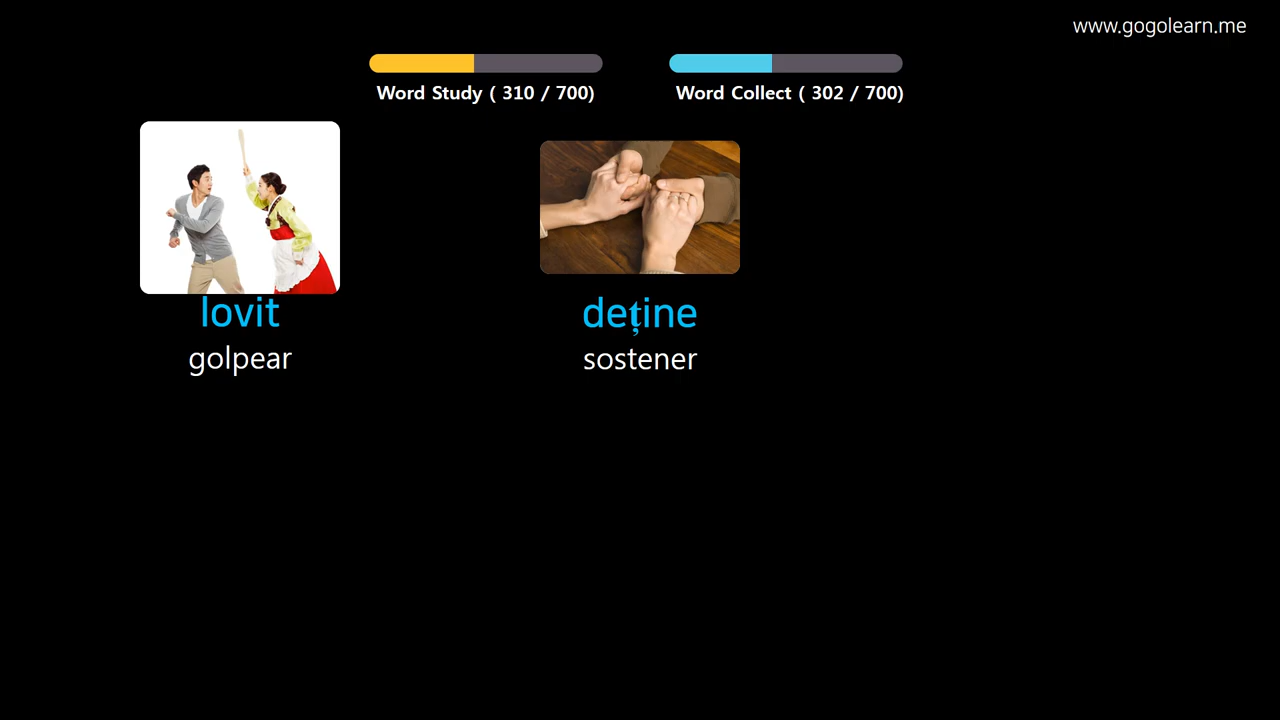 www.gogolearn.me
Word Study ( 310 / 700)
Word Collect ( 302 / 700)
lovit
golpear
deține
sostener